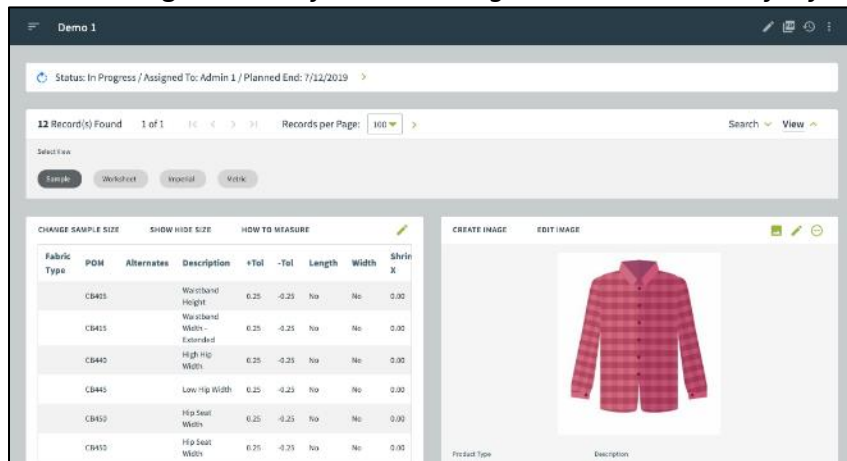 Demo 1
Status: In Progress / Assigned To: Admin 1 / Planned End: 7/12/2019
12 Record(s) Found 1 of 1 Records per Page: 100 Search View
Select View
Sample Worksheet Imperial Metric
CHANGE SAMPLE SIZE SHOW HIDE SIZE HOW TO MEASURE CREATE IMAGE EDIT IMAGE
Fabric Type POM Alternates Description +Tol -Tol Length Width Shrin X
Waistband Height 0.25 -0.25 No No 0.00
CB435 Waistband Width - Extended 0.25 -0.25 No No 0.00
CB440 High Hip Width 0.25 -0.25 No No 0.00
CB445 Low Hip Width 0.25 -0.25 No No 0.00
CB450 Hip Seat Width 0.25 -0.25 No No 0.00
CB450 Hip Seat Width 0.25 -0.25 No No 0.00
Product Type Description